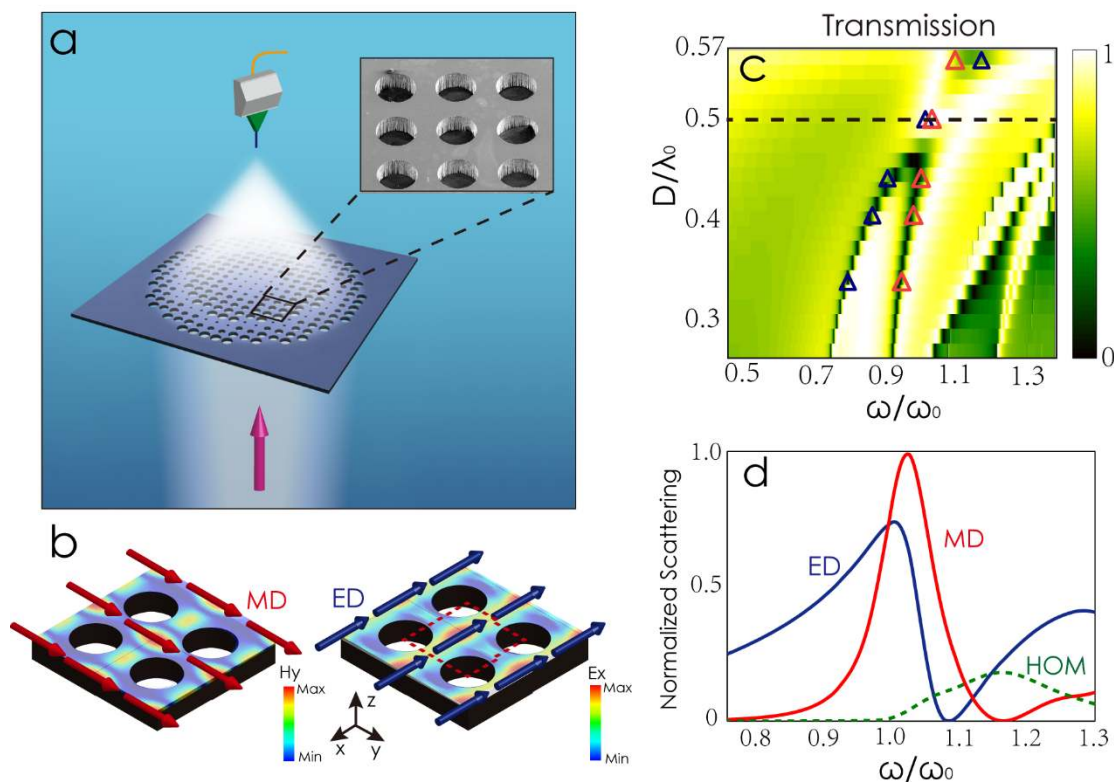 a
b
MD
Hy
Max
Min
ED
z
x
y
Ex
Max
Min
Transmission
c
0.57
0.5
0.4
0.3
D/λ₀
0.5
0.7
0.9
1.1
1.3
ω/ω₀
1
0
d
1.0
0.5
0
Normalized Scattering
ED
MD
HOM
0.8
0.9
1.0
1.1
1.2
1.3
ω/ω₀